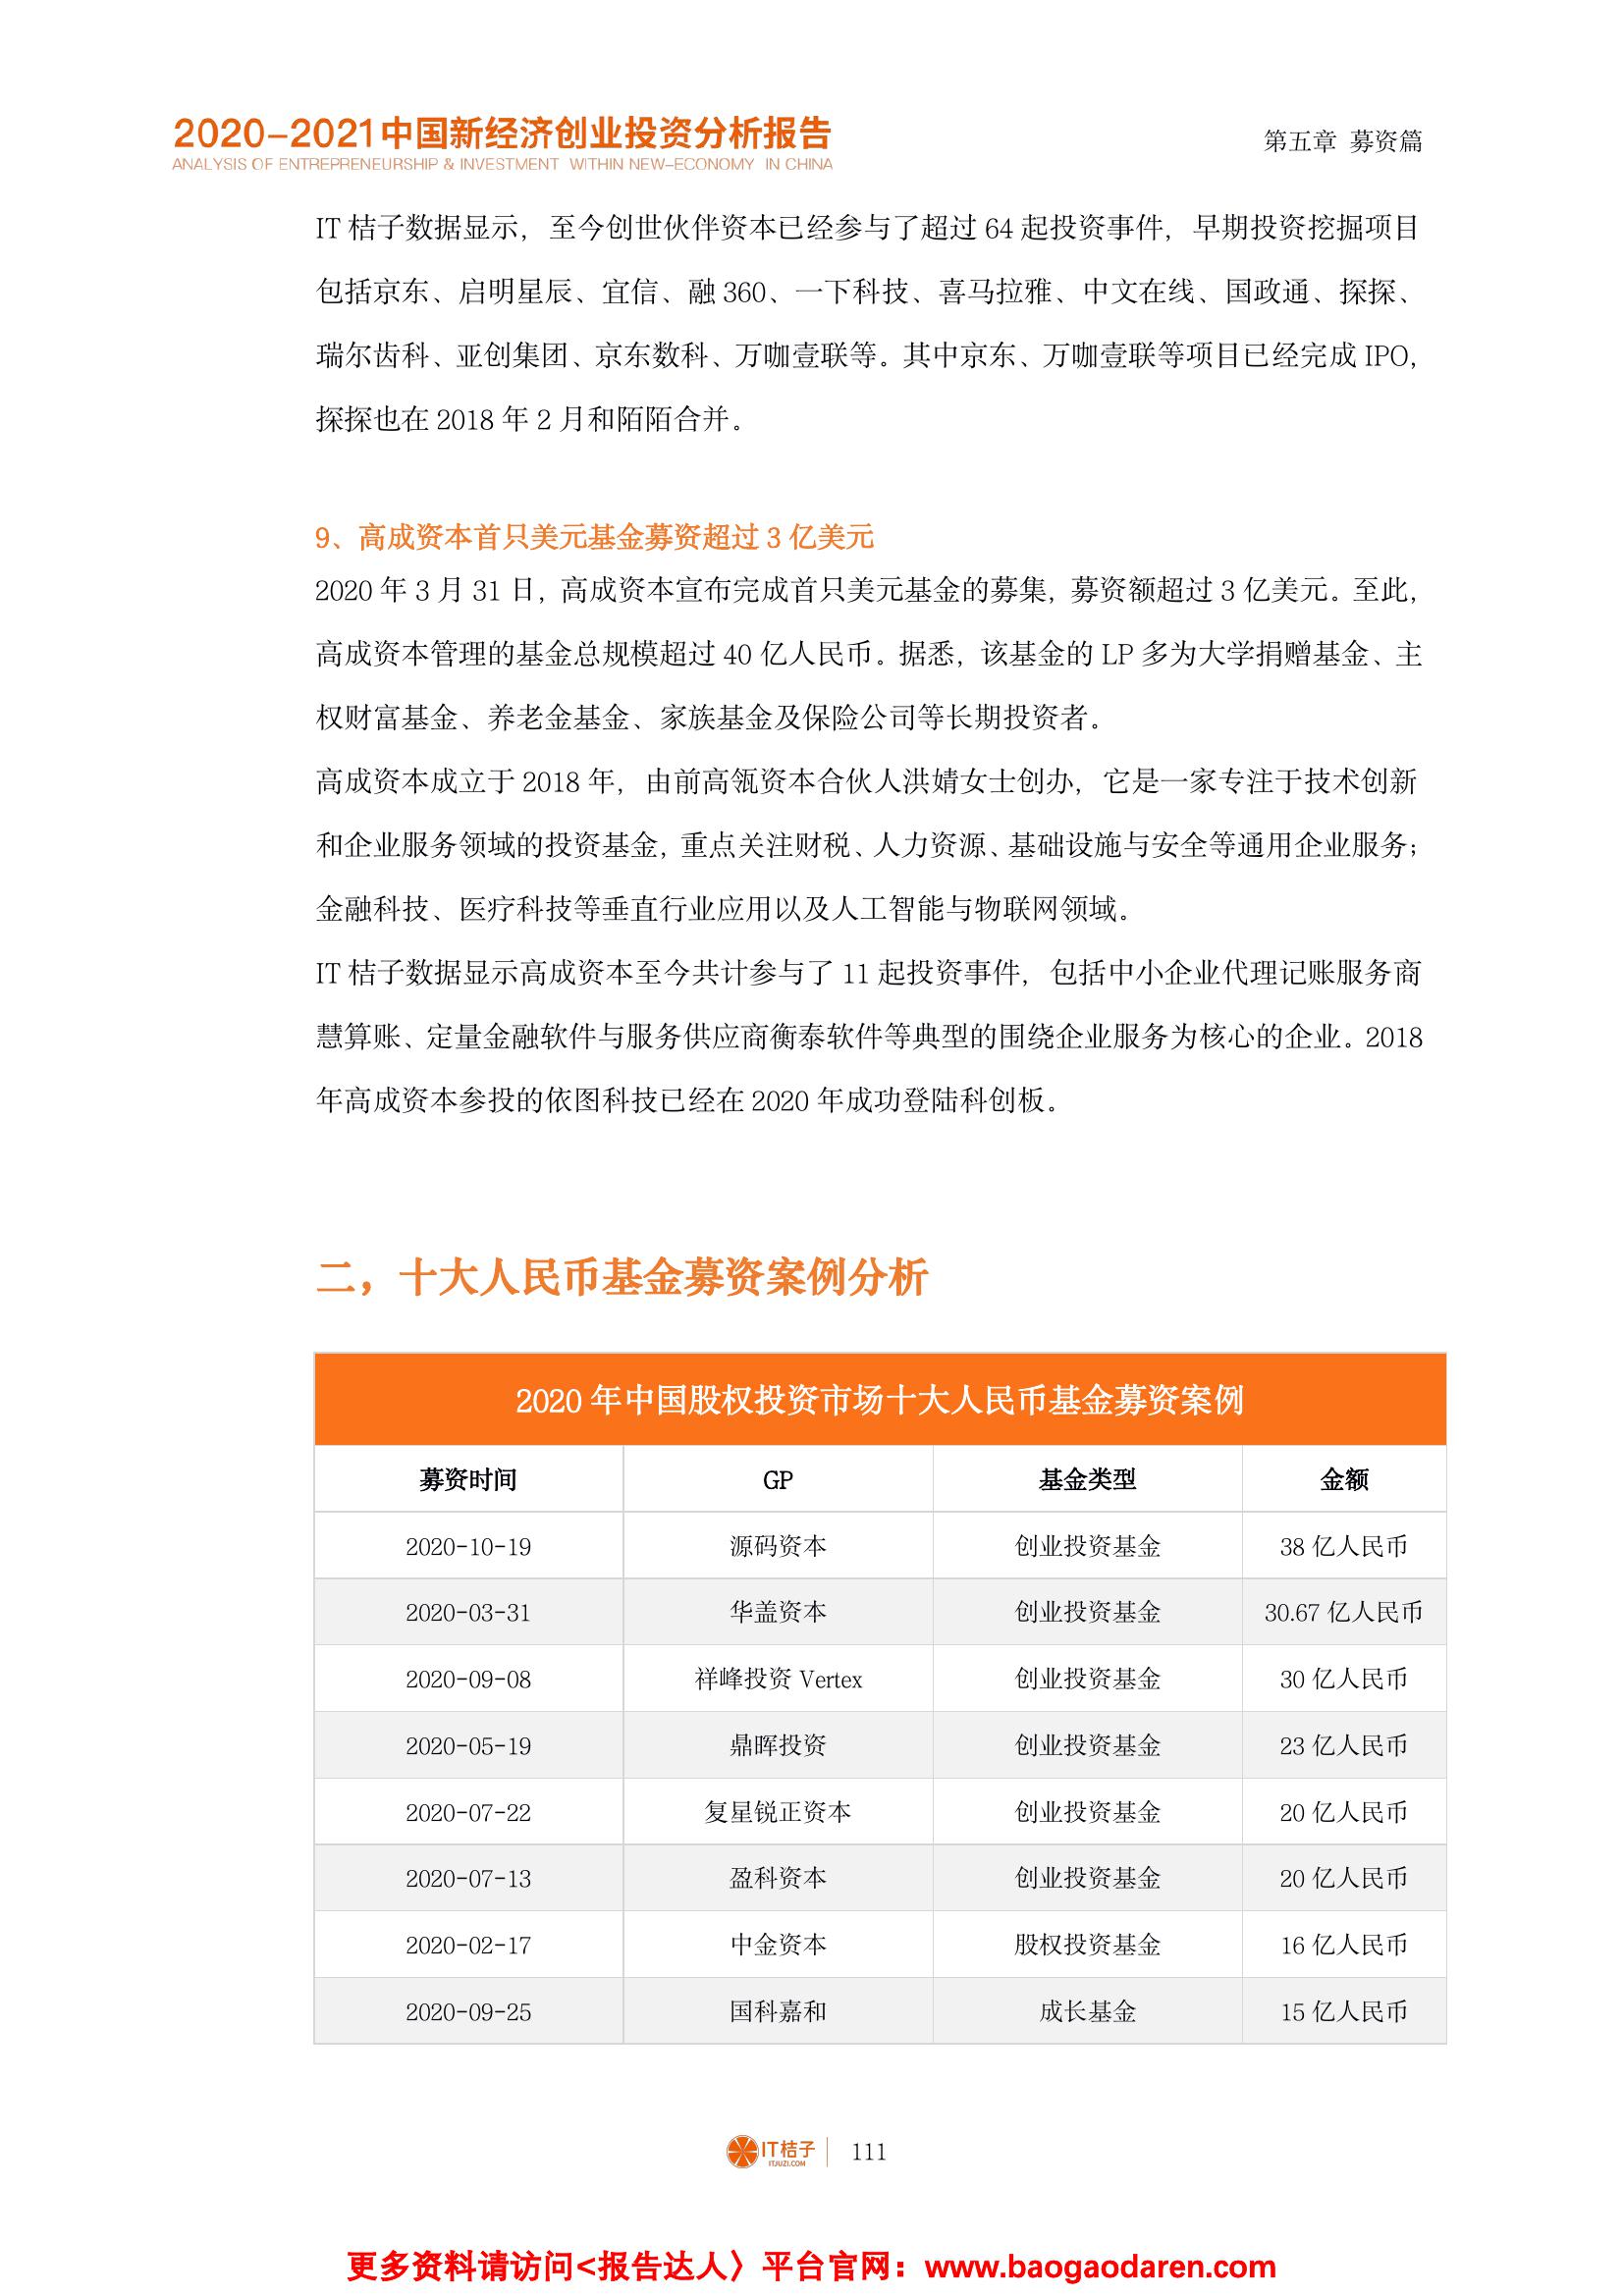 2020-2021中国新经济创业投资分析报告
ANALYSIS OF ENTREPRENEURSHIP & INVESTMENT WITHIN NEW-ECONOMY IN CHINA
第五章 募资篇
IT 桔子数据显示，至今创世伙伴资本已经参与了超过 64 起投资事件，早期投资挖掘项目
包括京东、启明星辰、宜信、融 360、一下科技、喜马拉雅、中文在线、国政通、探探、
瑞尔齿科、亚创集团、京东数科、万咖壹联等。其中京东、万咖壹联等项目已经完成 IPO，
探探也在 2018 年 2 月和陌陌合并。
9、高成资本首只美元基金募资超过 3 亿美元
2020 年 3 月 31 日，高成资本宣布完成首只美元基金的募集，募资额超过 3 亿美元。至此，
高成资本管理的基金总规模超过 40 亿人民币。据悉，该基金的 LP 多为大学捐赠基金、主
权财富基金、养老金基金、家族基金及保险公司等长期投资者。
高成资本成立于 2018 年，由前高瓴资本合伙人洪婧女士创办，它是一家专注于技术创新
和企业服务领域的投资基金，重点关注财税、人力资源、基础设施与安全等通用企业服务；
金融科技、医疗科技等垂直行业应用以及人工智能与物联网领域。
IT 桔子数据显示高成资本至今共计参与了 11 起投资事件，包括中小企业代理记账服务商
慧算账、定量金融软件与服务供应商衡泰软件等典型的围绕企业服务为核心的企业。2018
年高成资本参投的依图科技已经在 2020 年成功登陆科创板。
二，十大人民币基金募资案例分析
2020 年中国股权投资市场十大人民币基金募资案例
募资时间 GP 基金类型 金额
2020-10-19 源码资本 创业投资基金 38 亿人民币
2020-03-31 华盖资本 创业投资基金 30.67 亿人民币
2020-09-08 祥峰投资 Vertex 创业投资基金 30 亿人民币
2020-05-19 鼎晖投资 创业投资基金 23 亿人民币
2020-07-22 复星锐正资本 创业投资基金 20 亿人民币
2020-07-13 盈科资本 创业投资基金 20 亿人民币
2020-02-17 中金资本 股权投资基金 16 亿人民币
2020-09-25 国科嘉和 成长基金 15 亿人民币
IT桔子
ITJUZI.COM
111
更多资料请访问<报告达人〉平台官网：www.baogaodaren.com